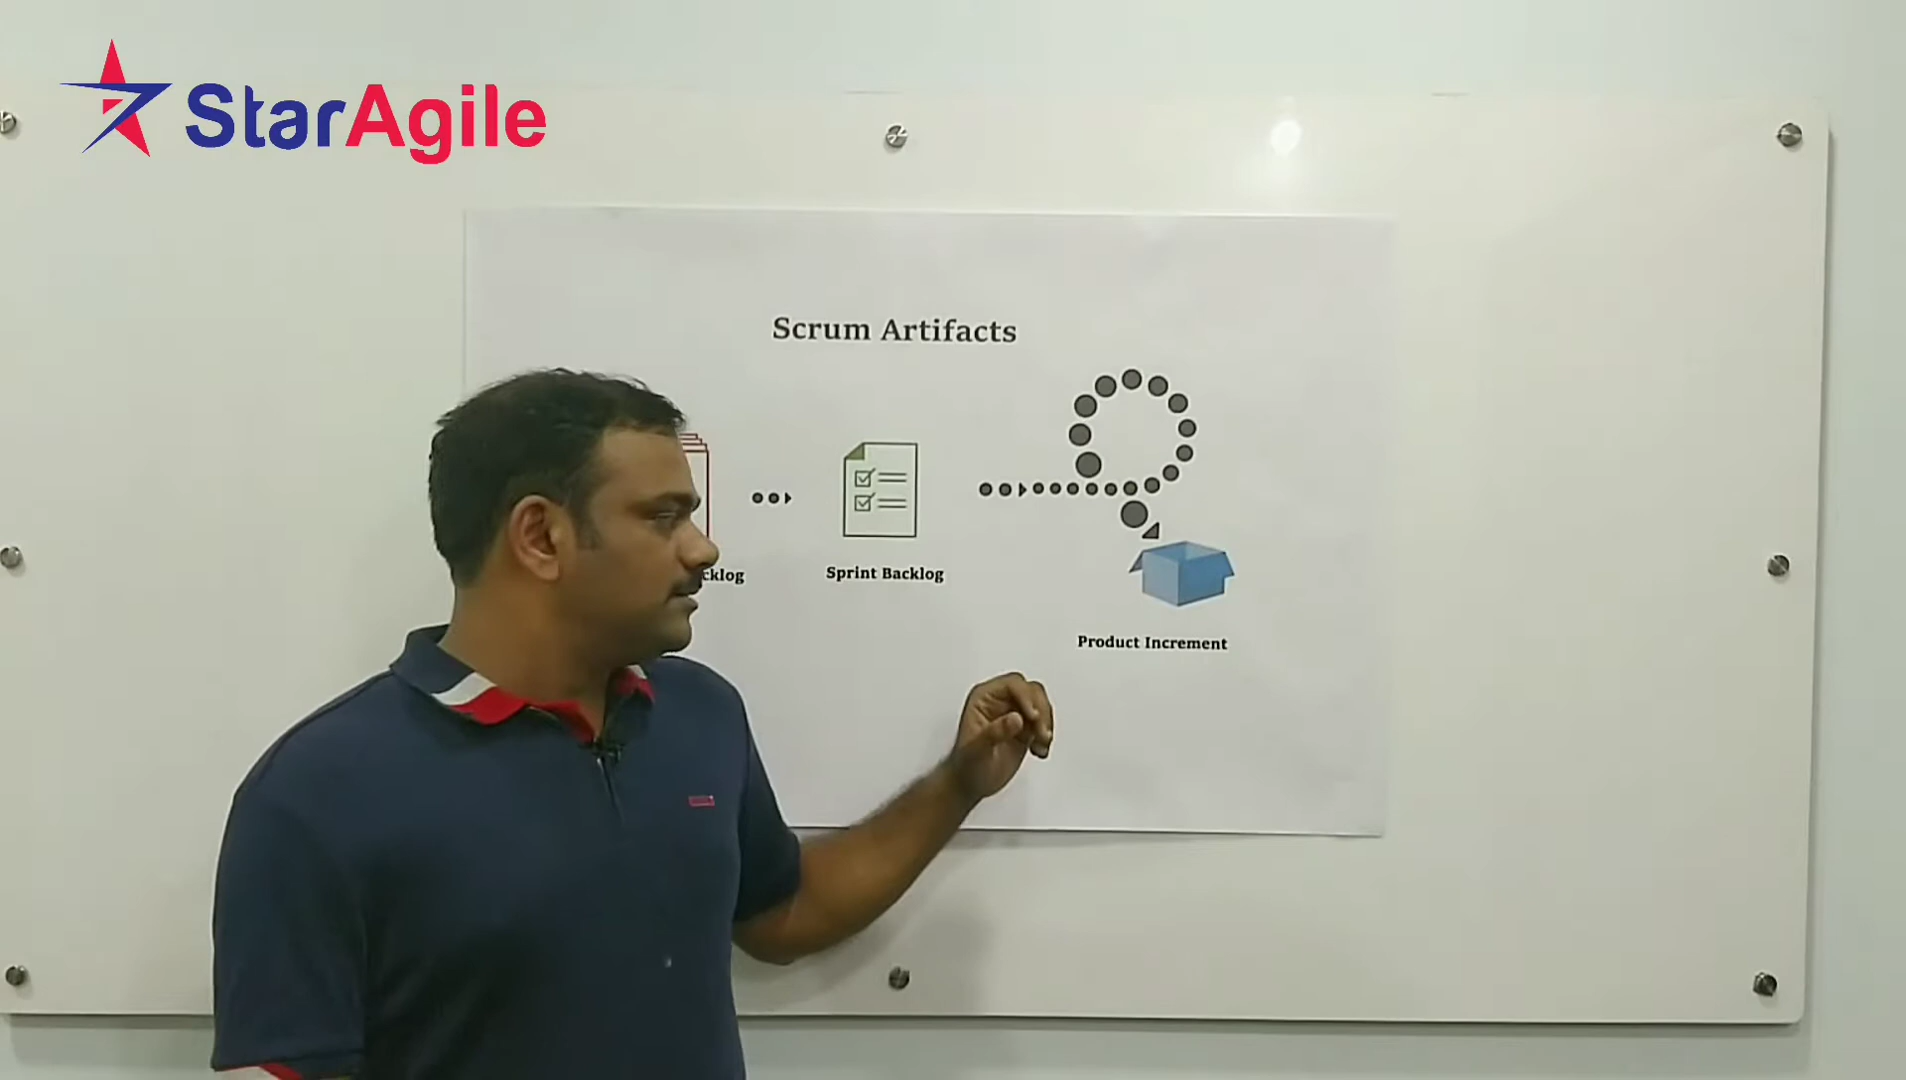 StarAgile
Scrum Artifacts
cklog
Sprint Backlog
Product Increment